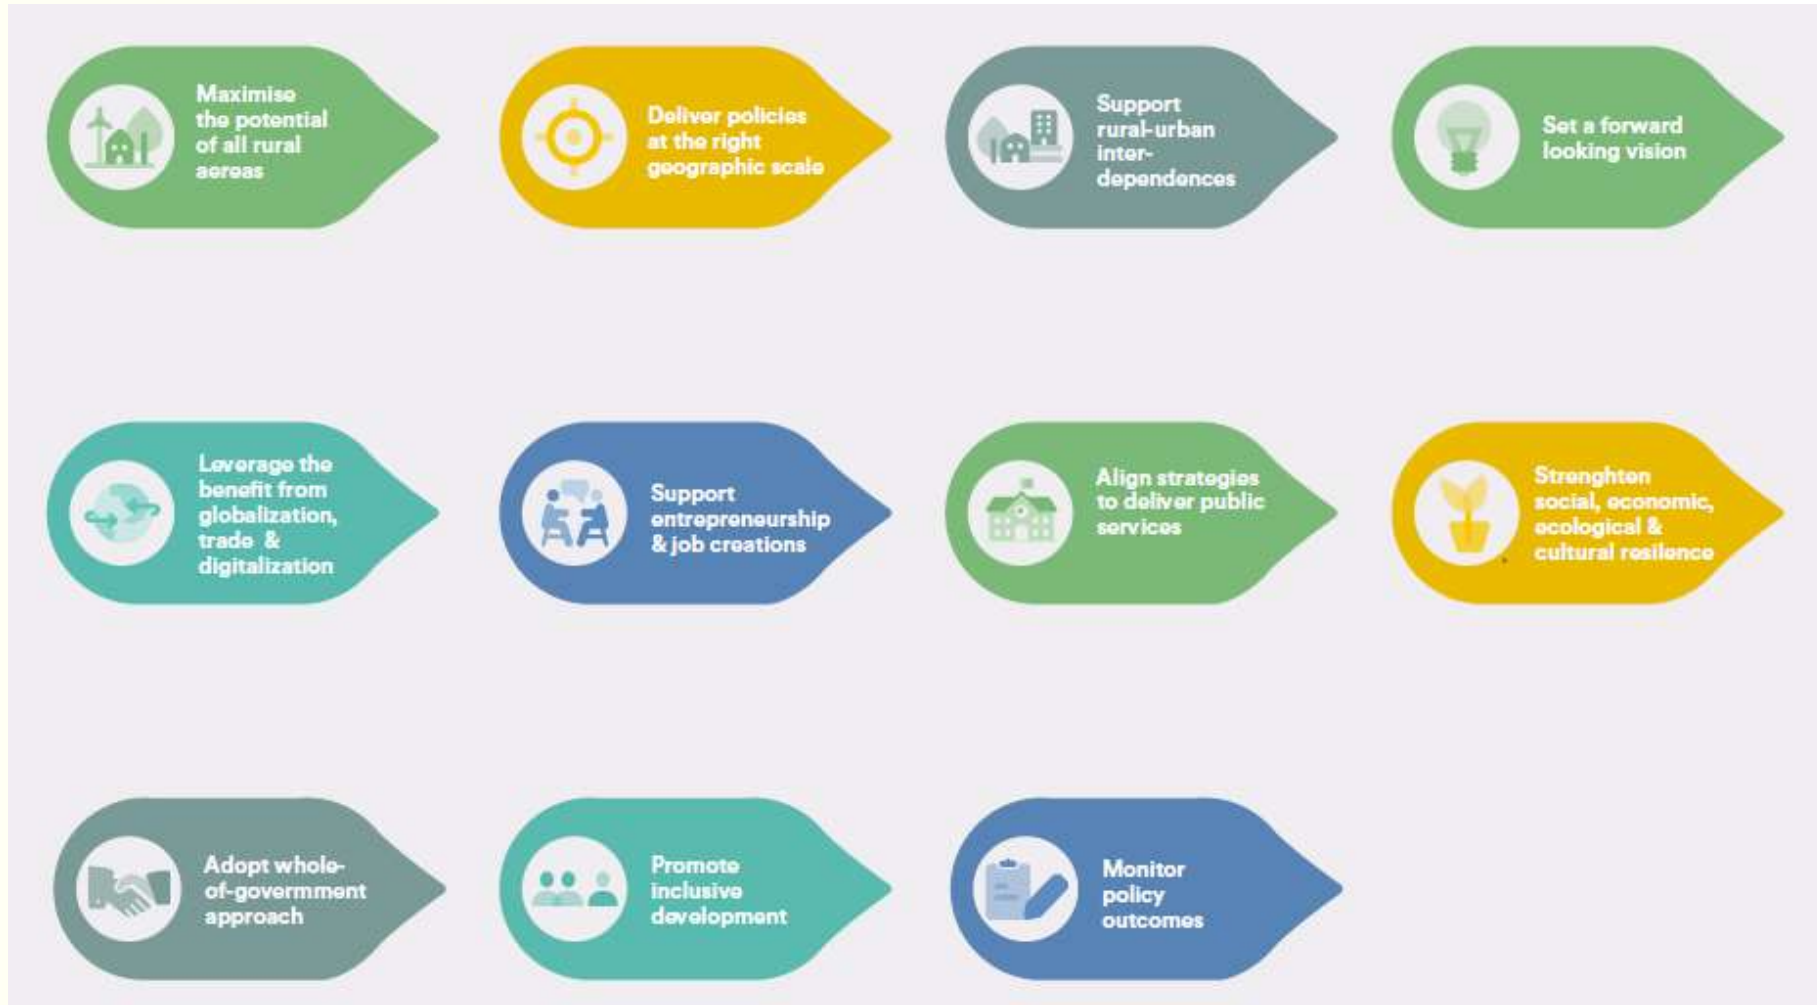 Maximise
the potential
of all rural
aereas
Deliver policies
at the right
geographic scale
Support
rural-urban
inter-
dependences
Set a forward
looking vision
Leverage the
benefit from
globalization,
trade &
digitalization
Support
entrepreneurship
& job creations
Align strategies
to deliver public
services
Strenghten
social, economic,
ecological &
cultural resilence
Adopt whole-
of-governmment
approach
Promote
inclusive
development
Monitor
policy
outcomes